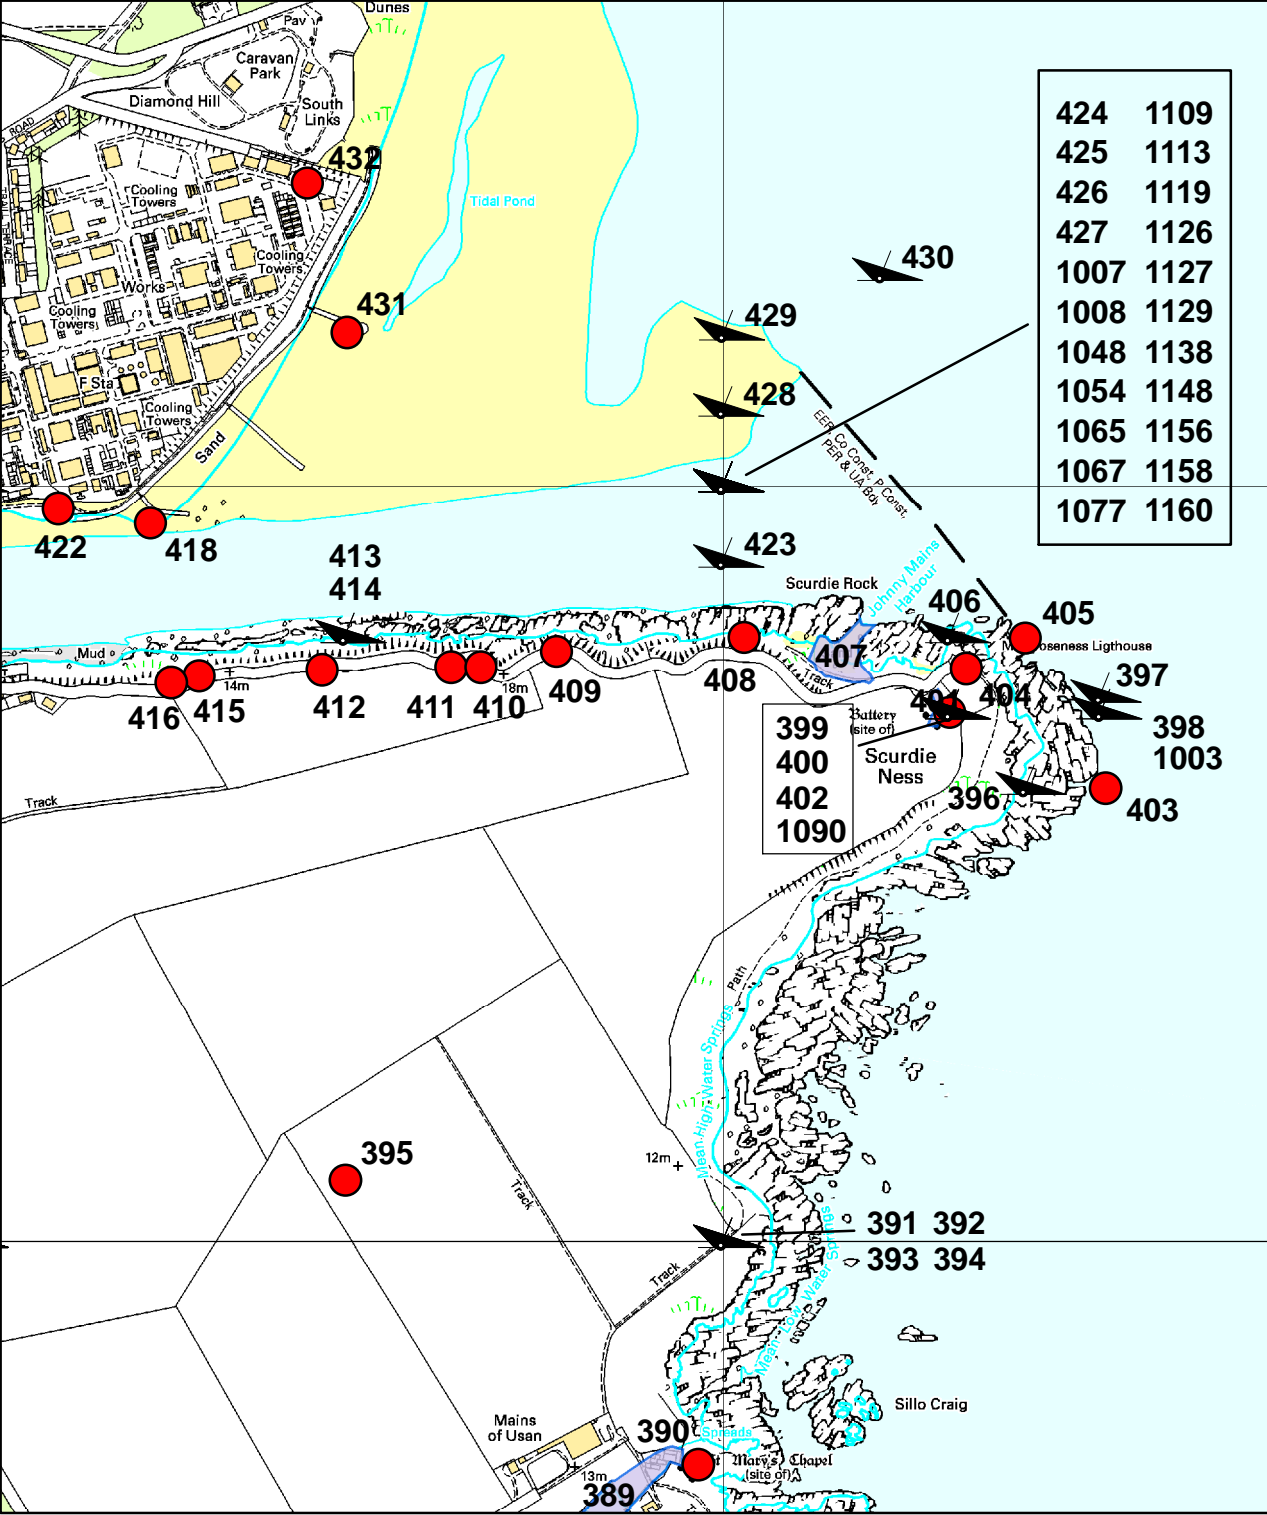 Dunes
Pav
Caravan
Park
Diamond Hill
South
Links
ROAD
432
Cooling
Towers
Tidal Pond
Cooling
Towers
Works
430
431
429
Cooling
Towers
F Sta
428
Cooling
Towers
Sand
EER, Co Const, P Const,
PER & UA Bdy
424 1109
425 1113
426 1119
427 1126
1007 1127
1008 1129
1048 1138
1054 1148
1065 1156
1067 1158
1077 1160
422
418
413
414
423
Scurdie Rock
Johnny Mains
Harbour
406
405
Ligthouse
Mud
407
Track
14m
18m
416
415
412
411
410
409
408
401
404
397
398
1003
Battery
(site of)
Scurdie
Ness
399
400
402
1090
396
403
Track
Path
Mean High Water Springs
12m
395
Track
391 392
393 394
Track
Mean Low Water Springs
Sillo Craig
Mains
of Usan
390
Spreads
Mary's Chapel
(site of)
13m
389